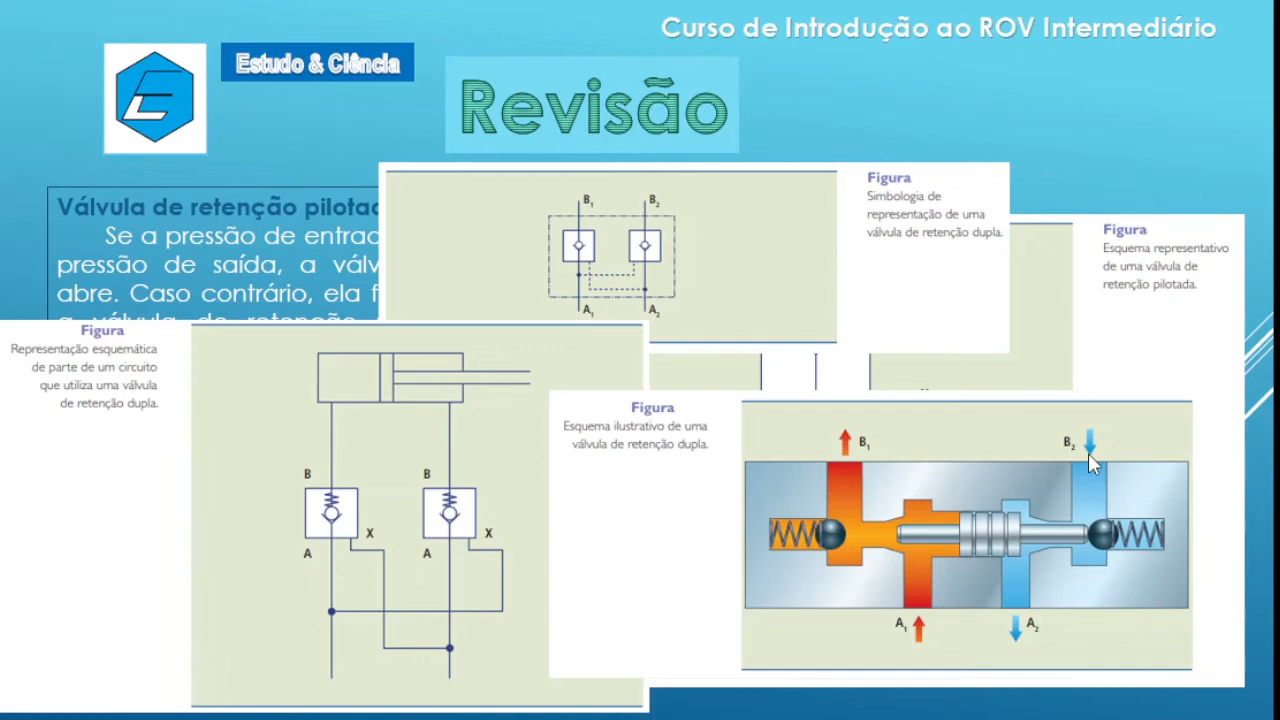 Curso de Introdução ao ROV Intermediário
Estudo & Ciência
Revisão
Válvula de retenção
Se a pressão de
pressão de saída, a
abre. Caso contrário, ela
Figura
Simbologia de
representação de uma
válvula de retenção dupla.
B1 B2
A1 A2
Figura
Esquema representativo
de uma válvula de
retenção pilotada.
Figura
Representação esquemática
de parte de um circuito
que utiliza uma válvula
de retenção dupla.
B B
X X
A A
Figura
Esquema ilustrativo de uma
válvula de retenção dupla.
B1 B2
A1 A2